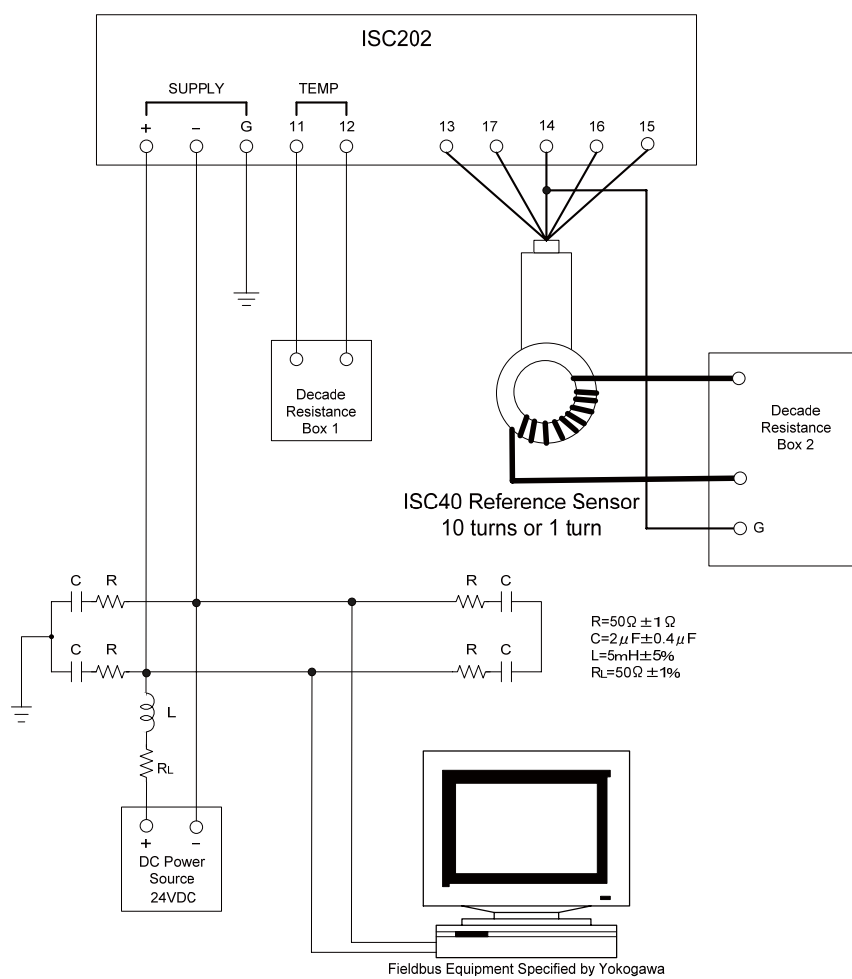 ISC202
SUPPLY TEMP
+ − G 11 12 13 17 14 16 15
Decade
Resistance
Box 1
Decade
Resistance
Box 2
G
ISC40 Reference Sensor
10 turns or 1 turn
C R R C
C R R C
R=50Ω±1Ω
C=2μF±0.4μF
L=5mH±5%
RL=50Ω±1%
L
RL
+ −
DC Power
Source
24VDC
Fieldbus Equipment Specified by Yokogawa